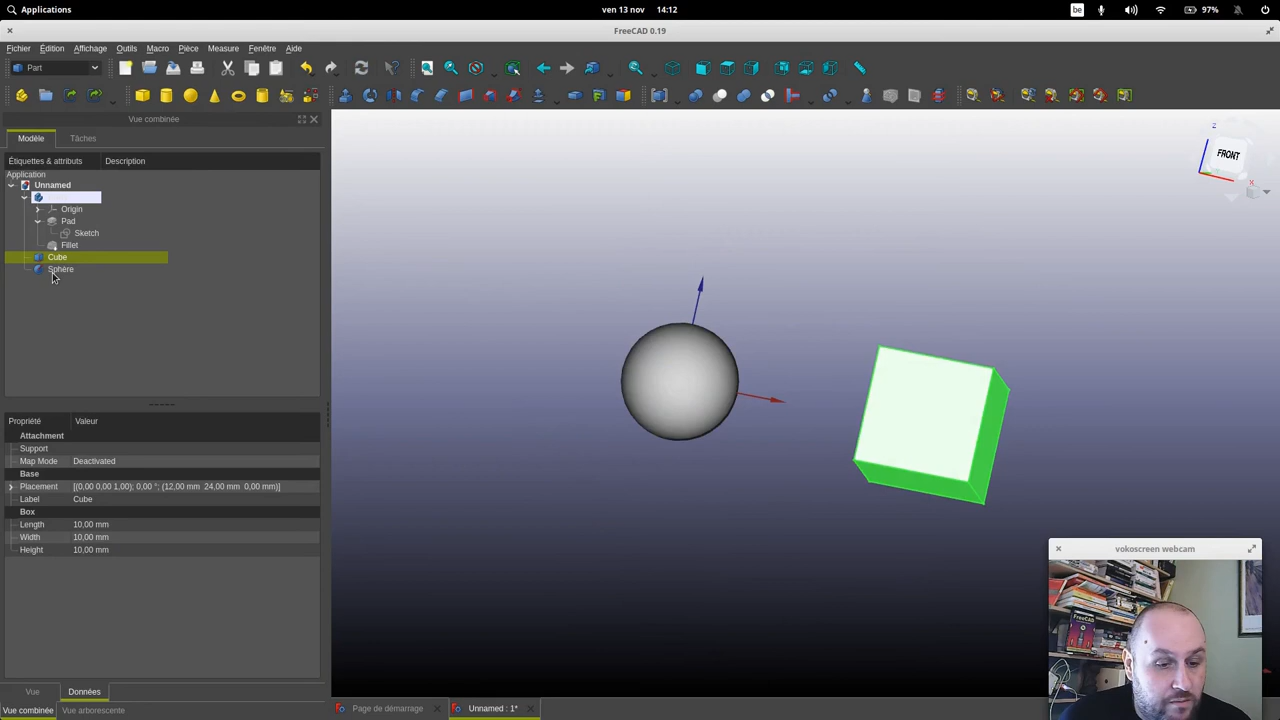 Applications
ven 13 nov 14:12
be
97%
FreeCAD 0.19
Fichier Édition Affichage Outils Macro Pièce Measure Fenêtre Aide
Part
Vue combinée
Modèle Tâches
Étiquettes & attributs Description
Application
Unnamed
Origin
Pad
Sketch
Fillet
Cube
Sphère
Propriété Valeur
Attachment
Support
Map Mode Deactivated
Base
Placement [(0,00 0,00 1,00); 0,00 °; (12,00 mm 24,00 mm 0,00 mm)]
Label Cube
Box
Length 10,00 mm
Width 10,00 mm
Height 10,00 mm
Vue Données
Vue combinée Vue arborescente
Page de démarrage Unnamed : 1*
Z
FRONT
X
vokoscreen webcam
FreeCAD